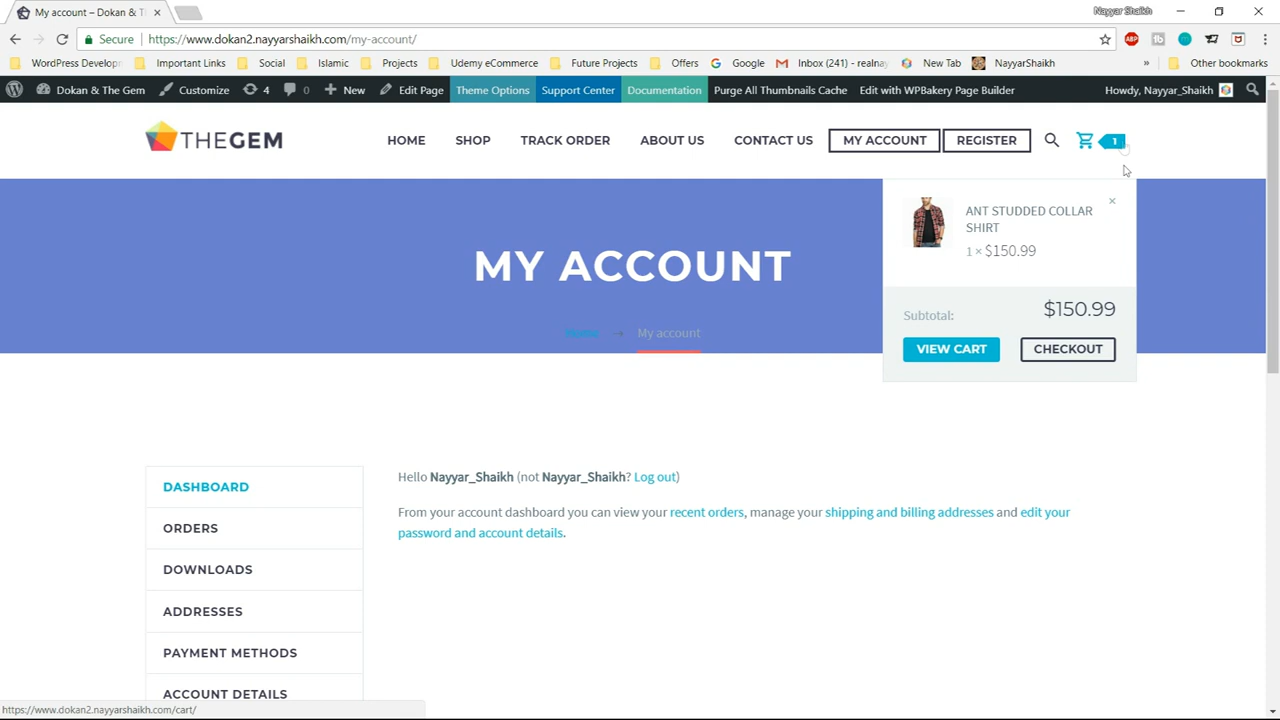 My account – Dokan & T
Nayyar Shaikh
Secure
https://www.dokan2.nayyarshaikh.com/my-account/
ABP
WordPress Develop
Important Links
Social
Islamic
Projects
Udemy eCommerce
Future Projects
Offers
Google
Inbox (241) - realnay
New Tab
NayyarShaikh
»
Other bookmarks
Dokan & The Gem
Customize
4
0
New
Edit Page
Theme Options
Support Center
Documentation
Purge All Thumbnails Cache
Edit with WPBakery Page Builder
Howdy, Nayyar_Shaikh
THEGEM
HOME
SHOP
TRACK ORDER
ABOUT US
CONTACT US
MY ACCOUNT
REGISTER
1
MY ACCOUNT
Home → My account
ANT STUDDED COLLAR
SHIRT
×
1 × $150.99
Subtotal:
$150.99
VIEW CART
CHECKOUT
DASHBOARD
ORDERS
DOWNLOADS
ADDRESSES
PAYMENT METHODS
ACCOUNT DETAILS
Hello Nayyar_Shaikh (not Nayyar_Shaikh? Log out)
From your account dashboard you can view your recent orders, manage your shipping and billing addresses and edit your
password and account details.
https://www.dokan2.nayyarshaikh.com/cart/